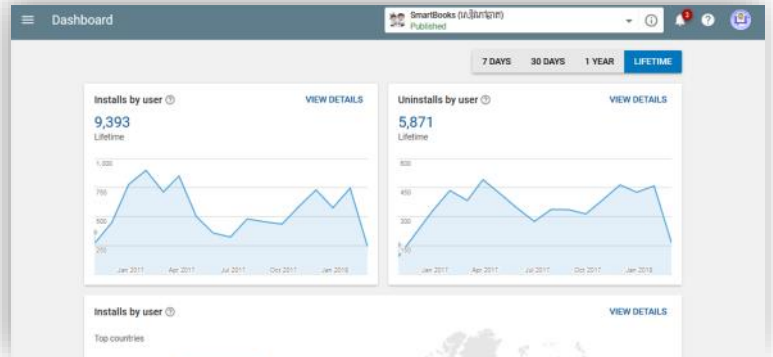 Dashboard
SmartBooks
Published
7 DAYS 30 DAYS 1 YEAR LIFETIME
Installs by user
VIEW DETAILS
9,393
Lifetime
1,000
750
500
250
Jan 2017 Apr 2017 Jul 2017 Oct 2017 Jan 2018
Uninstalls by user
VIEW DETAILS
5,871
Lifetime
600
450
300
150
Jan 2017 Apr 2017 Jul 2017 Oct 2017 Jan 2018
Installs by user
VIEW DETAILS
Top countries